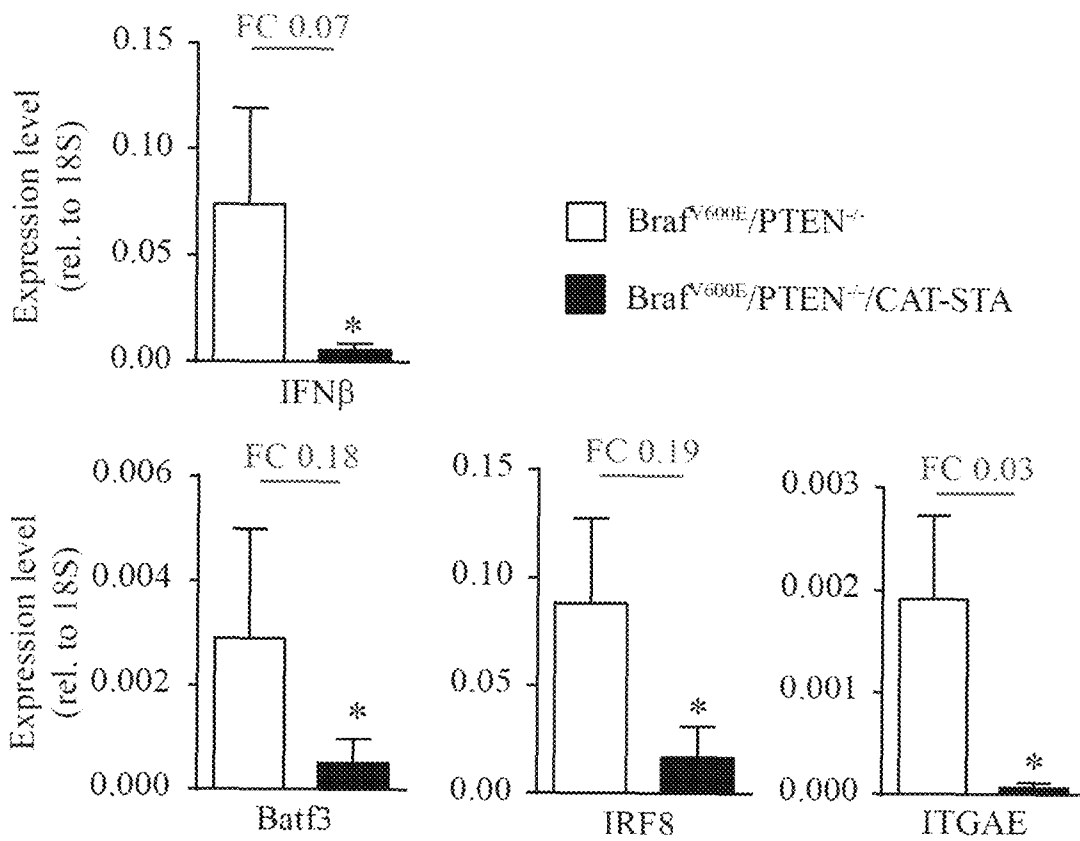 FC 0.07
0.15
0.10
0.05
0.00
Expression level
(rel. to 18S)
*
IFNβ
Braf^V600E/PTEN^-/-
Braf^V600E/PTEN^-/-/CAT-STA
FC 0.18
0.006
0.004
0.002
0.000
Expression level
(rel. to 18S)
*
Batf3
FC 0.19
0.15
0.10
0.05
0.00
*
IRF8
FC 0.03
0.003
0.002
0.001
0.000
*
ITGAE